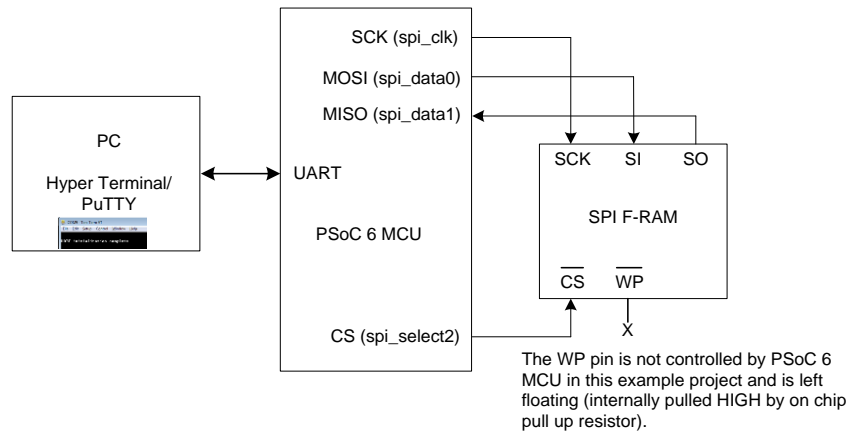 SCK (spi_clk)
MOSI (spi_data0)
MISO (spi_data1)
PC
Hyper Terminal/
PuTTY
UART
PSoC 6 MCU
CS (spi_select2)
SCK
SI
SO
SPI F-RAM
CS
WP
X
The WP pin is not controlled by PSoC 6
MCU in this example project and is left
floating (internally pulled HIGH by on chip
pull up resistor).